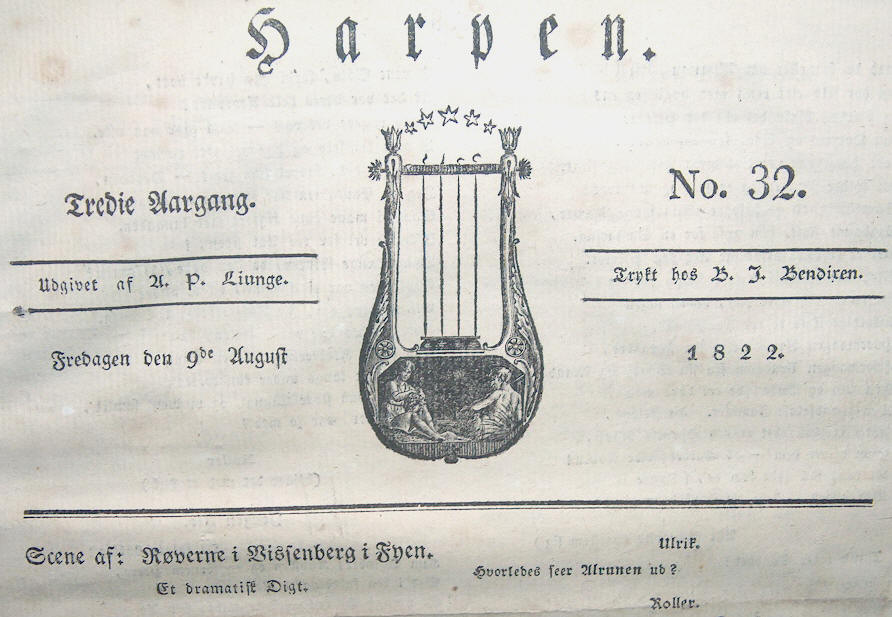 Harpen.
Tredie Aargang.
No. 32.
Udgivet af A. P. Liunge.
Trykt hos B. J. Bendixen.
Fredagen den 9de August
1822.
Scene af: Røverne i Vissenberg i Fyen.
Et dramatisk Digt.
Ulrik.
Hvorledes seer Alrunen ud?
Roller.